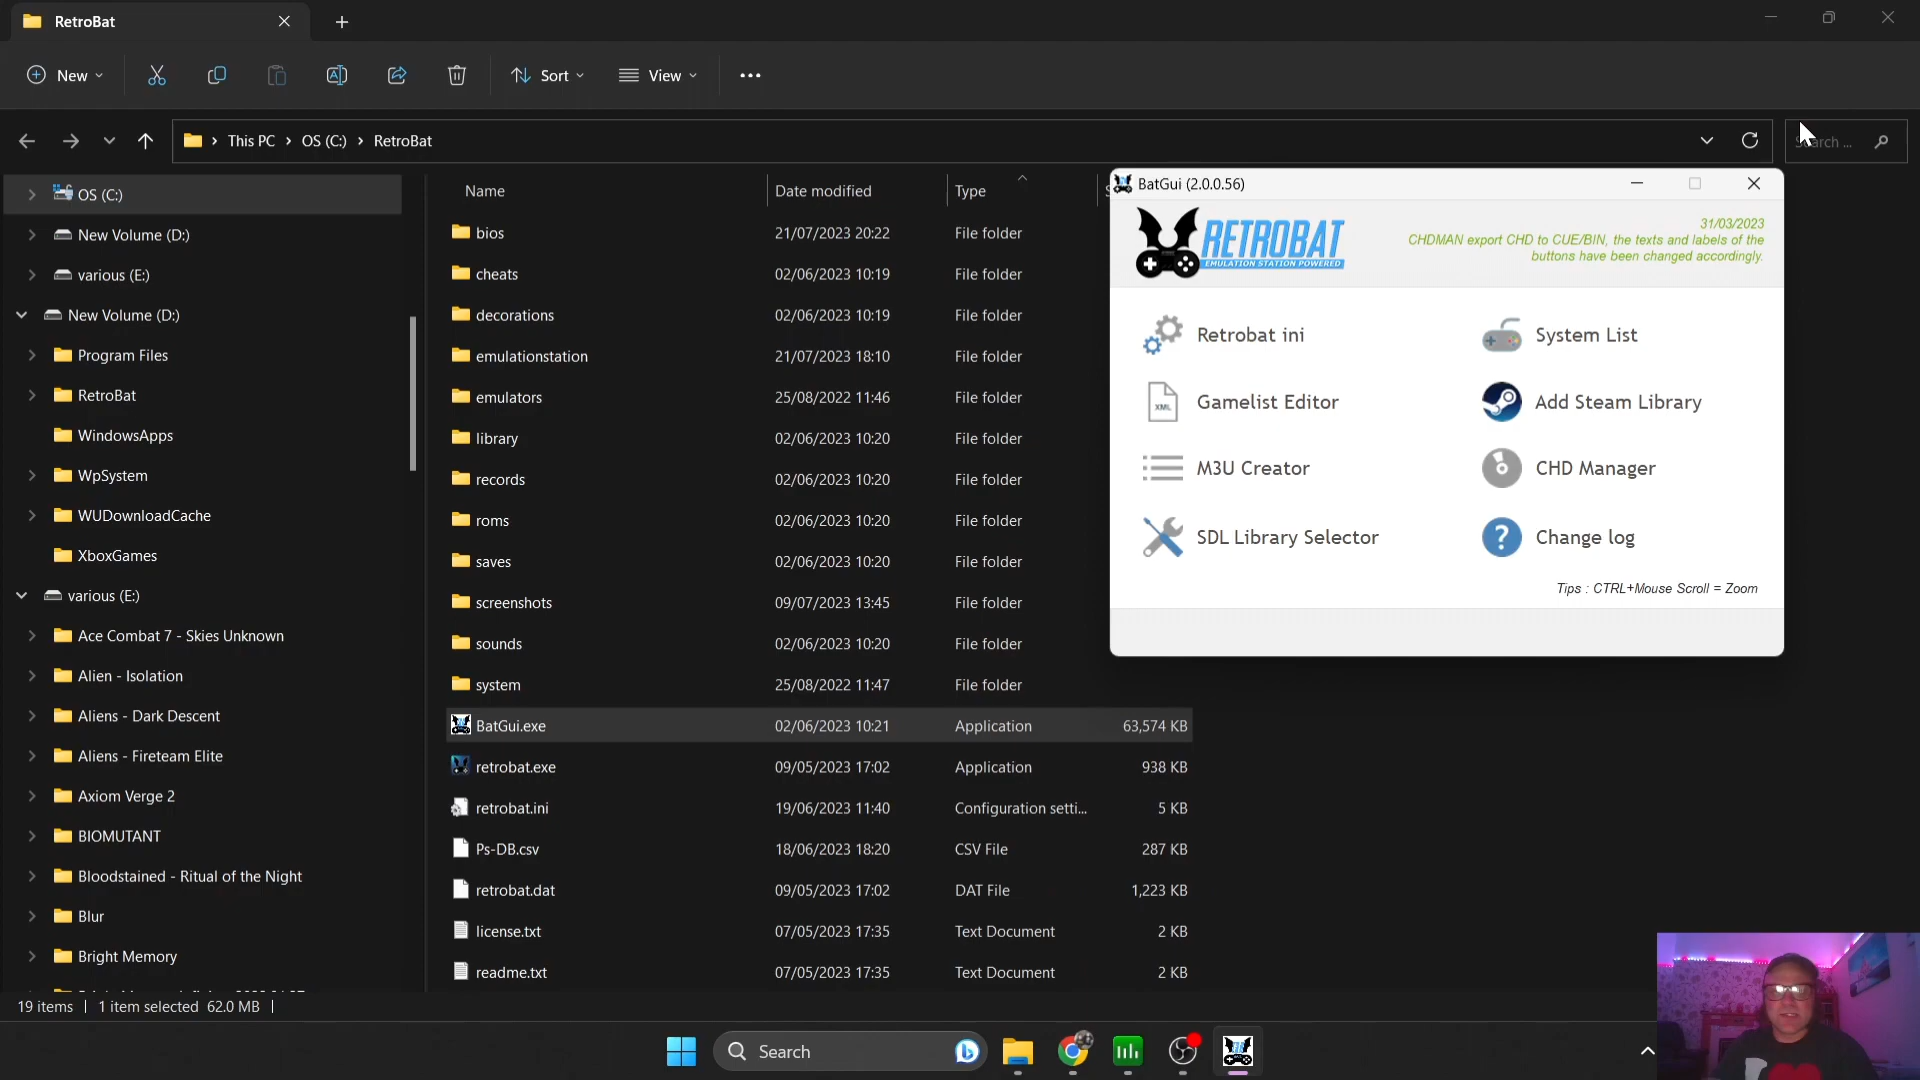 RetroBat
New
Sort
View
This PC
OS (C:)
RetroBat
OS (C:)
New Volume (D:)
various (E:)
New Volume (D:)
Program Files
RetroBat
WindowsApps
WpSystem
WUDownloadCache
XboxGames
various (E:)
Ace Combat 7 - Skies Unknown
Alien - Isolation
Aliens - Dark Descent
Aliens - Fireteam Elite
Axiom Verge 2
BIOMUTANT
Bloodstained - Ritual of the Night
Blur
Bright Memory
Name Date modified Type
bios 21/07/2023 20:22 File folder
cheats 02/06/2023 10:19 File folder
decorations 02/06/2023 10:19 File folder
emulationstation 21/07/2023 18:10 File folder
emulators 25/08/2022 11:46 File folder
library 02/06/2023 10:20 File folder
records 02/06/2023 10:20 File folder
roms 02/06/2023 10:20 File folder
saves 02/06/2023 10:20 File folder
screenshots 09/07/2023 13:45 File folder
sounds 02/06/2023 10:20 File folder
system 25/08/2022 11:47 File folder
BatGui.exe 02/06/2023 10:21 Application 63,574 KB
retrobat.exe 09/05/2023 17:02 Application 938 KB
retrobat.ini 19/06/2023 11:40 Configuration setti... 5 KB
Ps-DB.csv 18/06/2023 18:20 CSV File 287 KB
retrobat.dat 09/05/2023 17:02 DAT File 1,223 KB
license.txt 07/05/2023 17:35 Text Document 2 KB
readme.txt 07/05/2023 17:35 Text Document 2 KB
BatGui (2.0.0.56)
RETROBAT
EMULATION STATION POWERED
31/03/2023
CHDMAN export CHD to CUE/BIN, the texts and labels of the
buttons have been changed accordingly.
Retrobat ini
System List
XML
Gamelist Editor
Add Steam Library
M3U Creator
CHD Manager
SDL Library Selector
Change log
Tips : CTRL+Mouse Scroll = Zoom
19 items
1 item selected 62.0 MB
Search